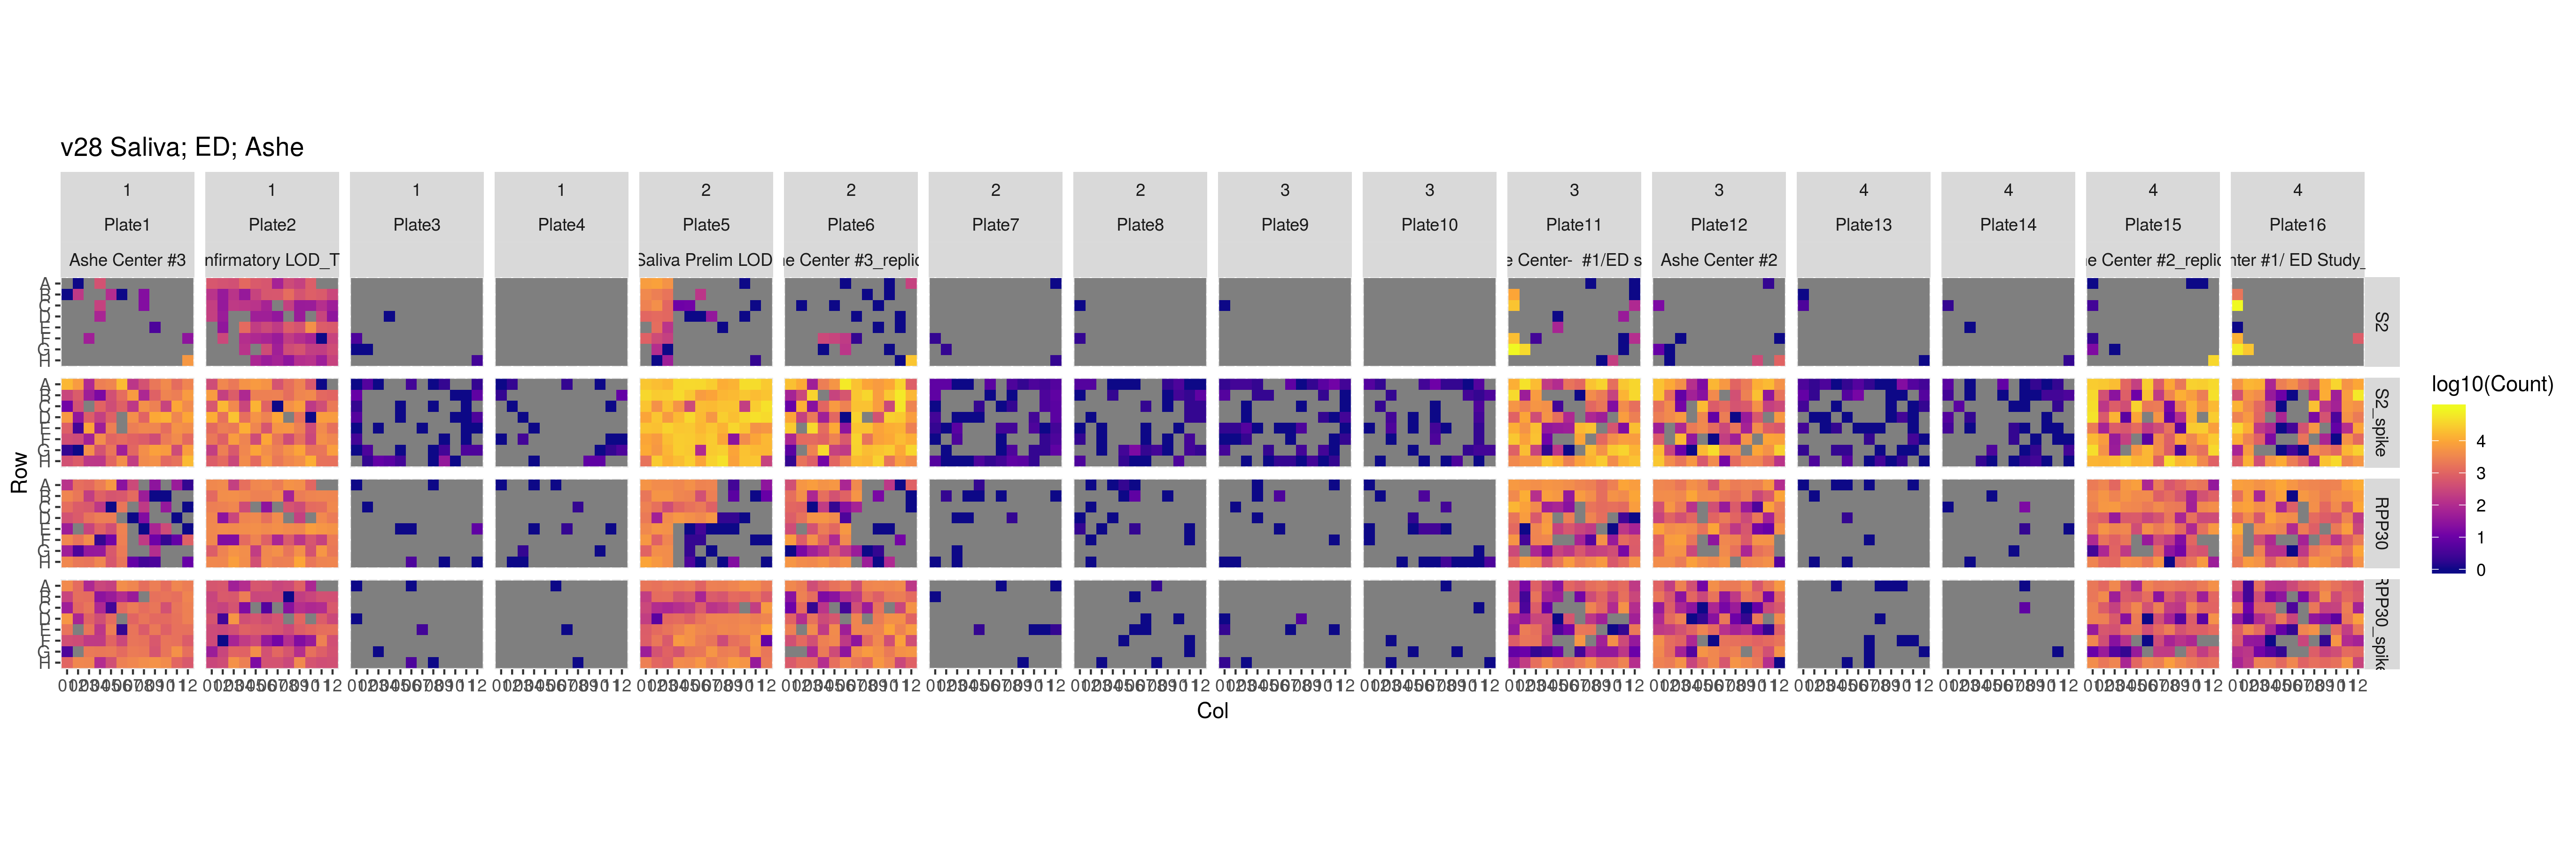 v28 Saliva; ED; Ashe
1 1 1 1 2 2 2 2 3 3 3 3 4 4 4 4
Plate1 Plate2 Plate3 Plate4 Plate5 Plate6 Plate7 Plate8 Plate9 Plate10 Plate11 Plate12 Plate13 Plate14 Plate15 Plate16
Ashe Center #3 nfirmatory LOD_T Saliva Prelim LOD e Center #3_replic e Center- #1/ED s Ashe Center #2 e Center #2_replic nter #1/ ED Study_
A
B
C
D
E
F
G
H
S2
A
B
C
D
E
F
G
H
S2_spike
A
B
C
D
E
F
G
H
RPP30
A
B
C
D
E
F
G
H
RPP30_spike
Row
Col
log10(Count)
4
3
2
1
0